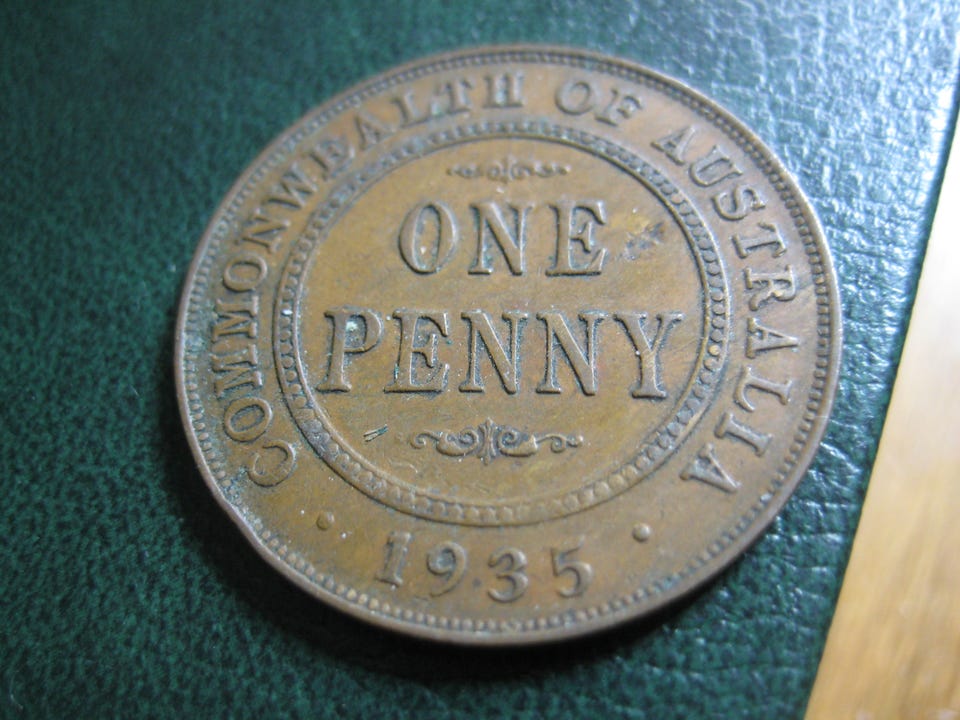 COMMONWEALTH OF AUSTRALIA
ONE
PENNY
· 1935 ·